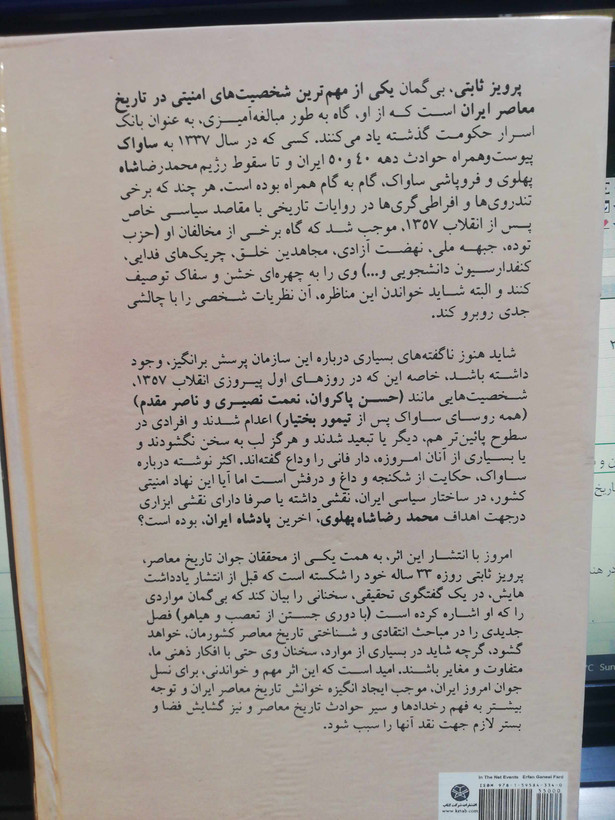 پرویز ثابتی، بی‌گمان یکی از مهم‌ترین شخصیت‌های امنیتی در تاریخ
معاصر ایران است که از او، گاه به طور مبالغه‌آمیزی، به عنوان بانک
اسرار حکومت گذشته یاد می‌کنند. کسی که در سال ۱۳۳۷ به ساواک
پیوست وهمراه حوادث دهه ۴۰ و ۵۰ ایران و تا سقوط رژیم محمدرضاشاه
پهلوی و فروپاشی ساواک، گام به گام همراه بوده است. هر چند که برخی
تندروی‌ها و افراطی‌گری‌ها در روایات تاریخی با مقاصد سیاسی خاص
پس از انقلاب ۱۳۵۷، موجب شد که گاه برخی از مخالفان او (حزب
توده، جبهه ملی، نهضت آزادی، مجاهدین خلق، چریک‌های فدایی،
کنفدارسیون دانشجویی و...) وی را به چهره‌ای خشن و سفاک توصیف
کنند و البته شاید خواندن این مناظره، آن نظریات شخصی را با چالشی
جدی روبرو کند.
شاید هنوز ناگفته‌های بسیاری درباره این سازمان پرسش برانگیز، وجود
داشته باشد، خاصه این که در روزهای اول پیروزی انقلاب ۱۳۵۷،
شخصیت‌هایی مانند (حسن پاکروان، نعمت نصیری و ناصر مقدم)
(همه روسای ساواک پس از تیمور بختیار) اعدام شدند و افرادی در
سطوح پائین‌تر هم، دیگر یا تبعید شدند و هرگز لب به سخن نگشودند و
یا بسیاری از آنان امروزه، دار فانی را وداع گفته‌اند. اکثر نوشته درباره
ساواک، حکایت از شکنجه و داغ و درفش است اما آیا این نهاد امنیتی
کشور، در ساختار سیاسی ایران، نقشی داشته یا صرفا دارای نقشی ابزاری
درجهت اهداف محمد رضاشاه پهلوی، آخرین پادشاه ایران، بوده است؟
امروز با انتشار این اثر، به همت یکی از محققان جوان تاریخ معاصر،
پرویز ثابتی روزه ۳۳ ساله خود را شکسته است که قبل از انتشار یادداشت
هایش، در یک گفتگوی تحقیقی، سخنانی را بیان کند که بی‌گمان مواردی
را که او اشاره کرده است (با دوری جستن از تعصب و هیاهو) فصل
جدیدی را در مباحث انتقادی و شناختی تاریخ معاصر کشورمان، خواهد
گشود، گرچه شاید در بسیاری از موارد، سخنان وی حتی با افکار ذهنی ما،
متفاوت و مغایر باشند. امید است که این اثر مهم و خواندنی، برای نسل
جوان امروز ایران، موجب ایجاد انگیزه خوانش تاریخ معاصر ایران و توجه
بیشتر به فهم رخدادها و سیر حوادث تاریخ معاصر و نیز گشایش فضا و
بستر لازم جهت نقد آنها را سبب شود.
In The Net Events Erfan Ganeei Fard
53000
www.ketab.com